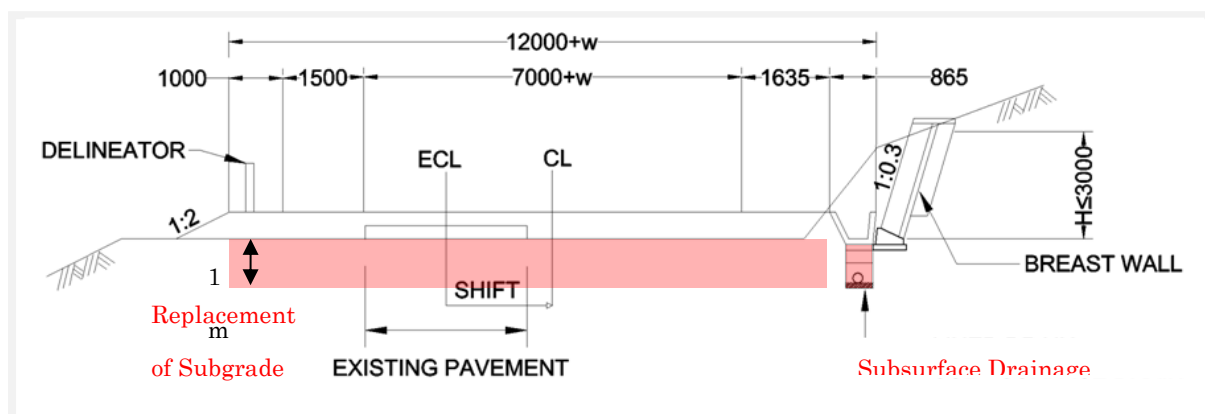 12000+w
1000
1500
7000+w
1635
865
DELINEATOR
ECL
CL
1:0.3
H≤3000
1:2
BREAST WALL
1
m
SHIFT
Replacement
of Subgrade
EXISTING PAVEMENT
Subsurface Drainage